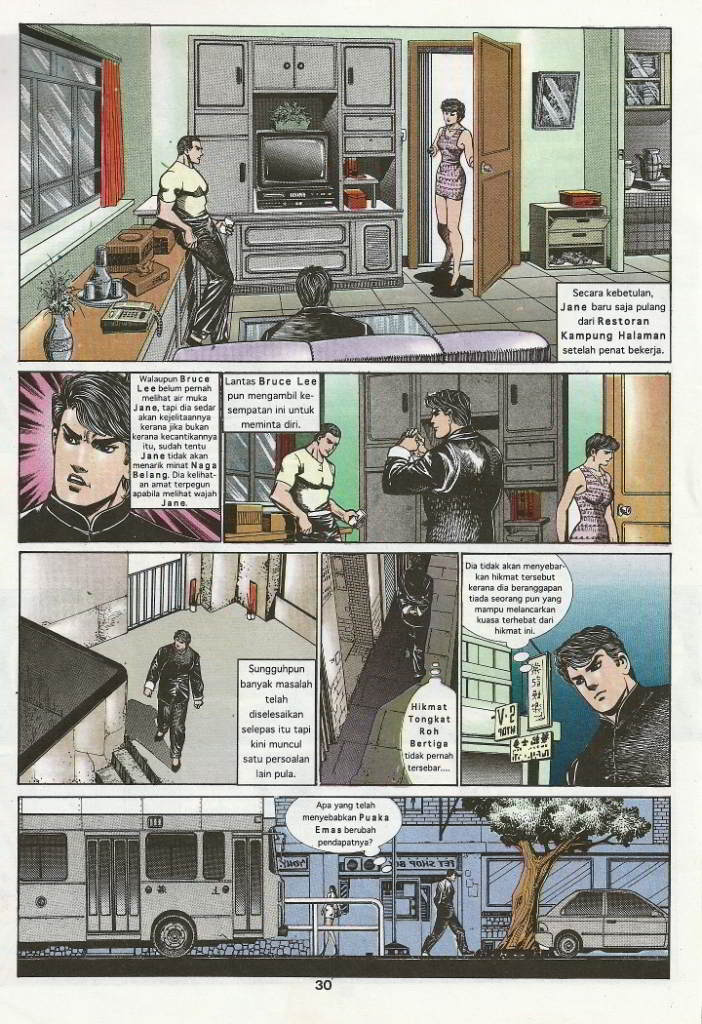 Secara kebetulan,
Jane baru saja pulang
dari Restoran
Kampung Halaman
setelah penat bekerja.
Walaupun Bruce
Lee belum pernah
melihat air muka
Jane, tapi dia sedar
akan kejelitaannya
kerana jika bukan
kerana kecantikannya
itu, sudah tentu
Jane tidak akan
menarik minat Naga
Belang. Dia kelihat-
an amat terpegun
apabila melihat wajah
Jane.
Lantas Bruce Lee
pun mengambil ke-
sempatan ini untuk
meminta diri.
Sungguhpun
banyak masalah
telah
diselesaikan
selepas itu tapi
kini muncul
satu persoalan
lain pula.
Hikmat
Tongkat
Roh
Bertiga
tidak pernah
tersebar....
Dia tidak akan menyebar-
kan hikmat tersebut
kerana dia beranggapan
tiada seorang pun yang
mampu melancarkan
kuasa terhebat dari
hikmat ini.
V·2
Apa yang telah
menyebabkan Puaka
Emas berubah
pendapatnya?
30